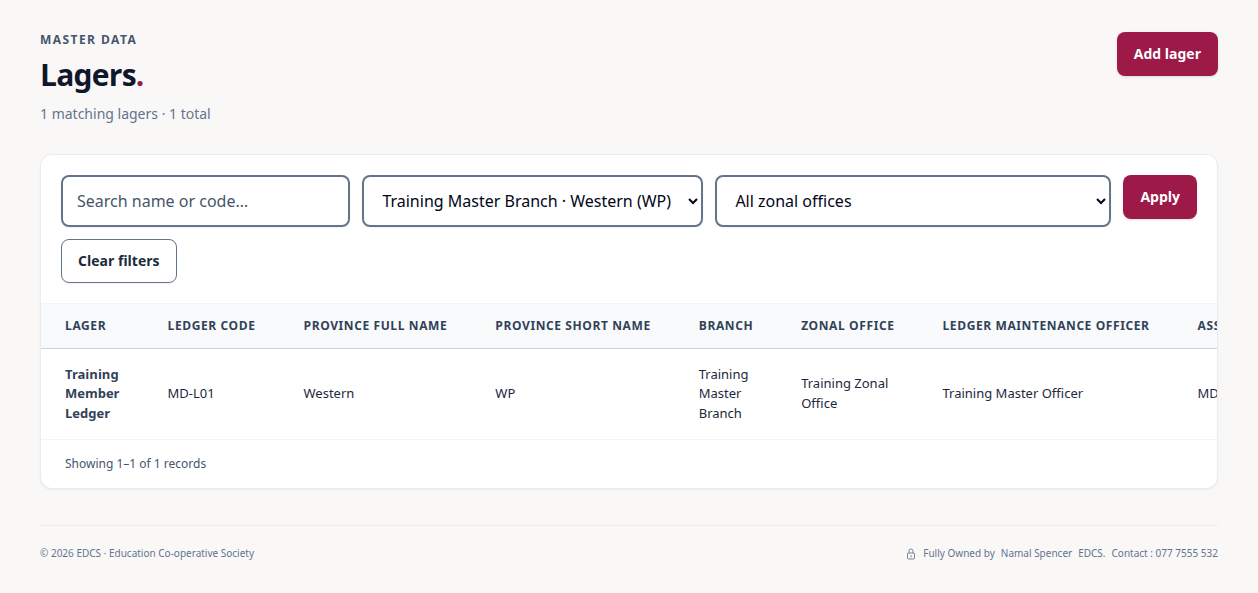 MASTER DATA
Lagers.
1 matching lagers · 1 total
Add lager
Search name or code...
Training Master Branch · Western (WP)
All zonal offices
Apply
Clear filters
LAGER LEDGER CODE PROVINCE FULL NAME PROVINCE SHORT NAME BRANCH ZONAL OFFICE LEDGER MAINTENANCE OFFICER ASS
Training Member Ledger MD-L01 Western WP Training Master Branch Training Zonal Office Training Master Officer MD
Showing 1–1 of 1 records
© 2026 EDCS · Education Co-operative Society
Fully Owned by Namal Spencer EDCS. Contact : 077 7555 532